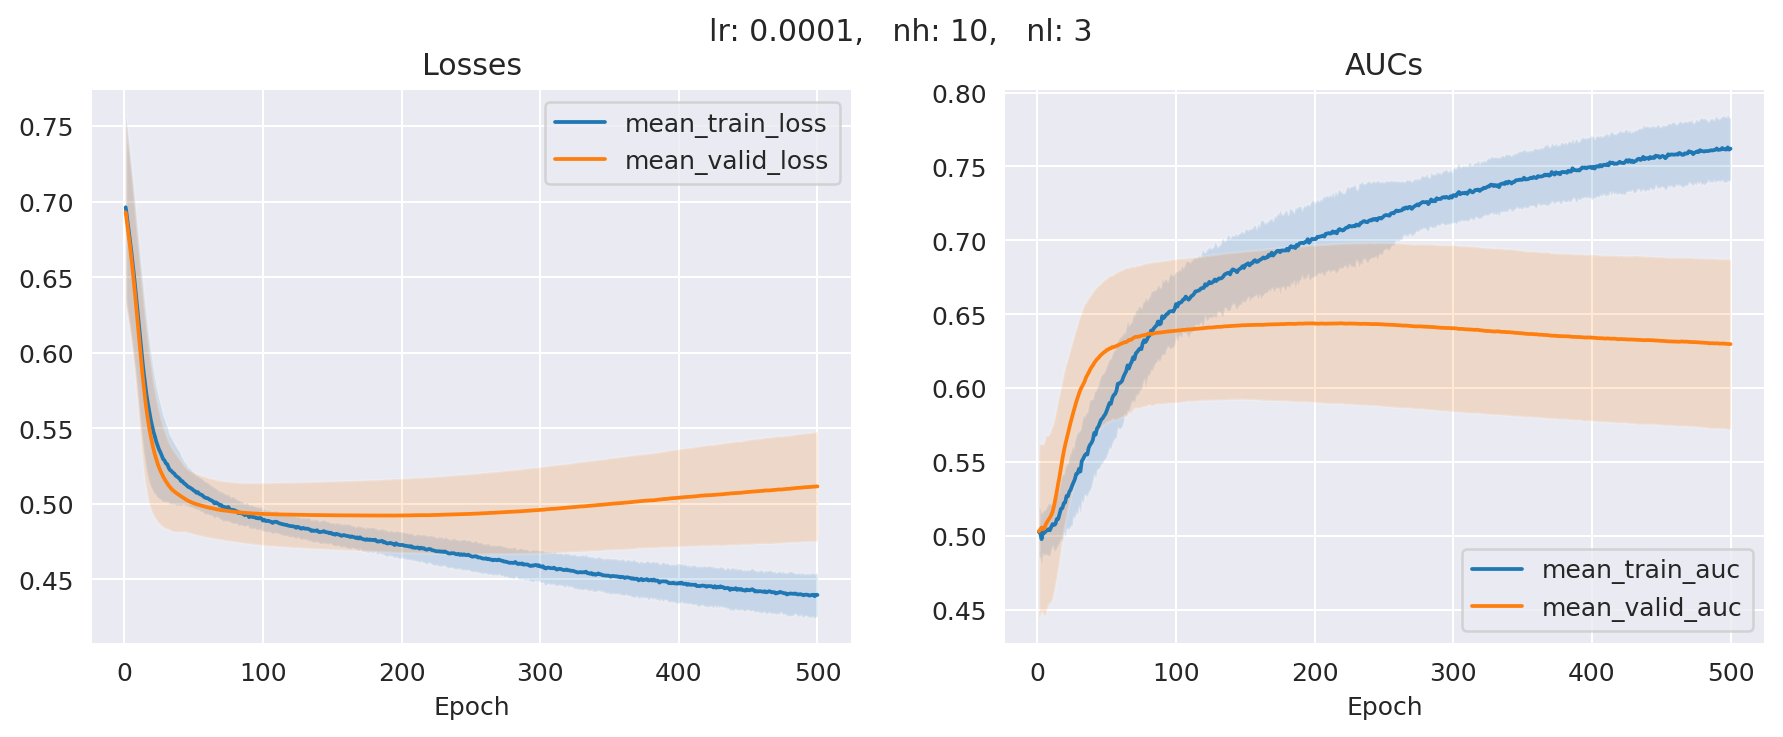 lr: 0.0001,   nh: 10,   nl: 3
Losses
0.75
0.70
0.65
0.60
0.55
0.50
0.45
mean_train_loss
mean_valid_loss
0 100 200 300 400 500
Epoch
AUCs
0.80
0.75
0.70
0.65
0.60
0.55
0.50
0.45
mean_train_auc
mean_valid_auc
0 100 200 300 400 500
Epoch